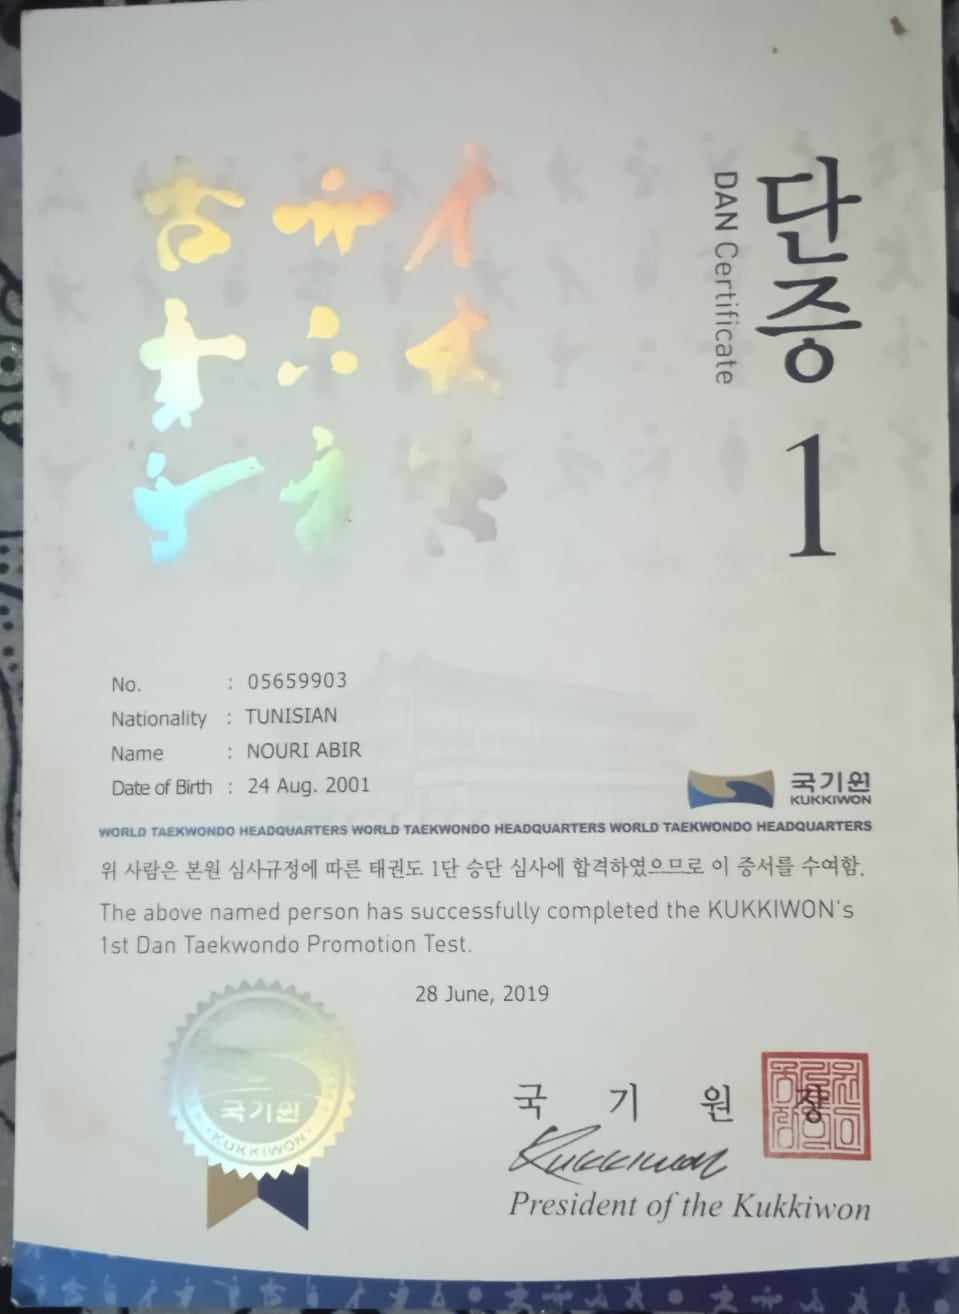 단증
DAN Certificate
1
No. : 05659903
Nationality : TUNISIAN
Name : NOURI ABIR
Date of Birth : 24 Aug. 2001
국기원
KUKKIWON
WORLD TAEKWONDO HEADQUARTERS WORLD TAEKWONDO HEADQUARTERS WORLD TAEKWONDO HEADQUARTERS
위 사람은 본원 심사규정에 따른 태권도 1단 승단 심사에 합격하였으므로 이 증서를 수여함.
The above named person has successfully completed the KUKKIWON's
1st Dan Taekwondo Promotion Test.
28 June, 2019
국기원
KUKKIWON
국 기 원 장
Kukkiwon
President of the Kukkiwon